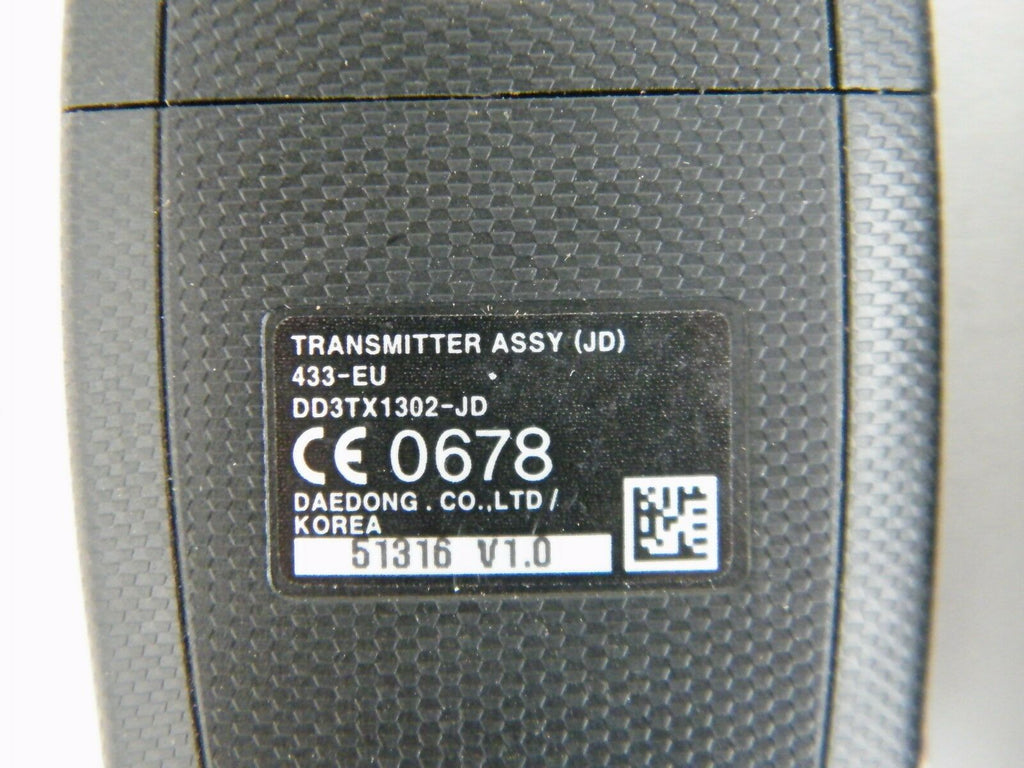 TRANSMITTER ASSY (JD)
433-EU
DD3TX1302-JD
CE 0678
DAEDONG . CO.,LTD /
KOREA
51316 V1.0